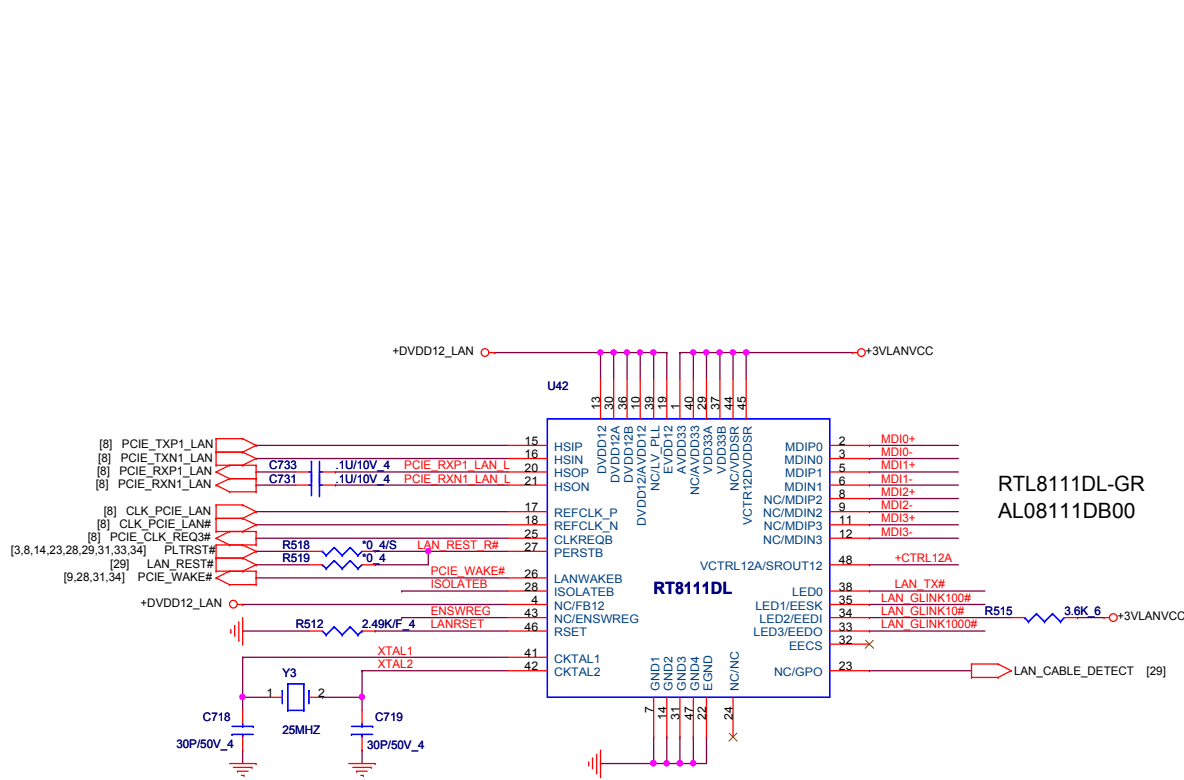 +DVDD12_LAN
+3VLANVCC
U42
13
30
36
10
39
19
1
40
29
37
44
45
DVDD12
DVDD12A
DVDD12B
DVDD12/AVDD12
NC/LV_PLL
EVDD12
AVDD33
NC/AVDD33
VDD33A
VDD33B
NC/VDDSR
VCTR12DVDDSR
[8] PCIE_TXP1_LAN 15 HSIP
[8] PCIE_TXN1_LAN 16 HSIN
[8] PCIE_RXP1_LAN C733 .1U/10V_4 PCIE_RXP1_LAN_L 20 HSOP
[8] PCIE_RXN1_LAN C731 .1U/10V_4 PCIE_RXN1_LAN_L 21 HSON
[8] CLK_PCIE_LAN 17 REFCLK_P
[8] CLK_PCIE_LAN# 18 REFCLK_N
[8] PCIE_CLK_REQ3# 25 CLKREQB
[3,8,14,23,28,29,31,33,34] PLTRST# R518 *0_4/S LAN_REST_R# 27 PERSTB
[29] LAN_REST# R519 *0_4
[9,28,31,34] PCIE_WAKE# PCIE_WAKE# 26 LANWAKEB
ISOLATEB 28 ISOLATEB
+DVDD12_LAN 4 NC/FB12
ENSWREG 43 NC/ENSWREG
R512 2.49K/F_4 LANRSET 46 RSET
XTAL1 41 CKTAL1
XTAL2 42 CKTAL2
RT8111DL
MDIP0 2 MDI0+
MDIN0 3 MDI0-
MDIP1 5 MDI1+
MDIN1 6 MDI1-
NC/MDIP2 8 MDI2+
NC/MDIN2 9 MDI2-
NC/MDIP3 11 MDI3+
NC/MDIN3 12 MDI3-
VCTRL12A/SROUT12 48 +CTRL12A
LED0 38 LAN_TX#
LED1/EESK 35 LAN_GLINK100#
LED2/EEDI 34 LAN_GLINK10# R515 3.6K_6 +3VLANVCC
LED3/EEDO 33 LAN_GLINK1000#
EECS 32
NC/GPO 23 LAN_CABLE_DETECT [29]
RTL8111DL-GR
AL08111DB00
GND1
GND2
GND3
GND4
EGND
NC/NC
7
14
31
47
22
24
Y3
1 2
25MHZ
C718
30P/50V_4
C719
30P/50V_4